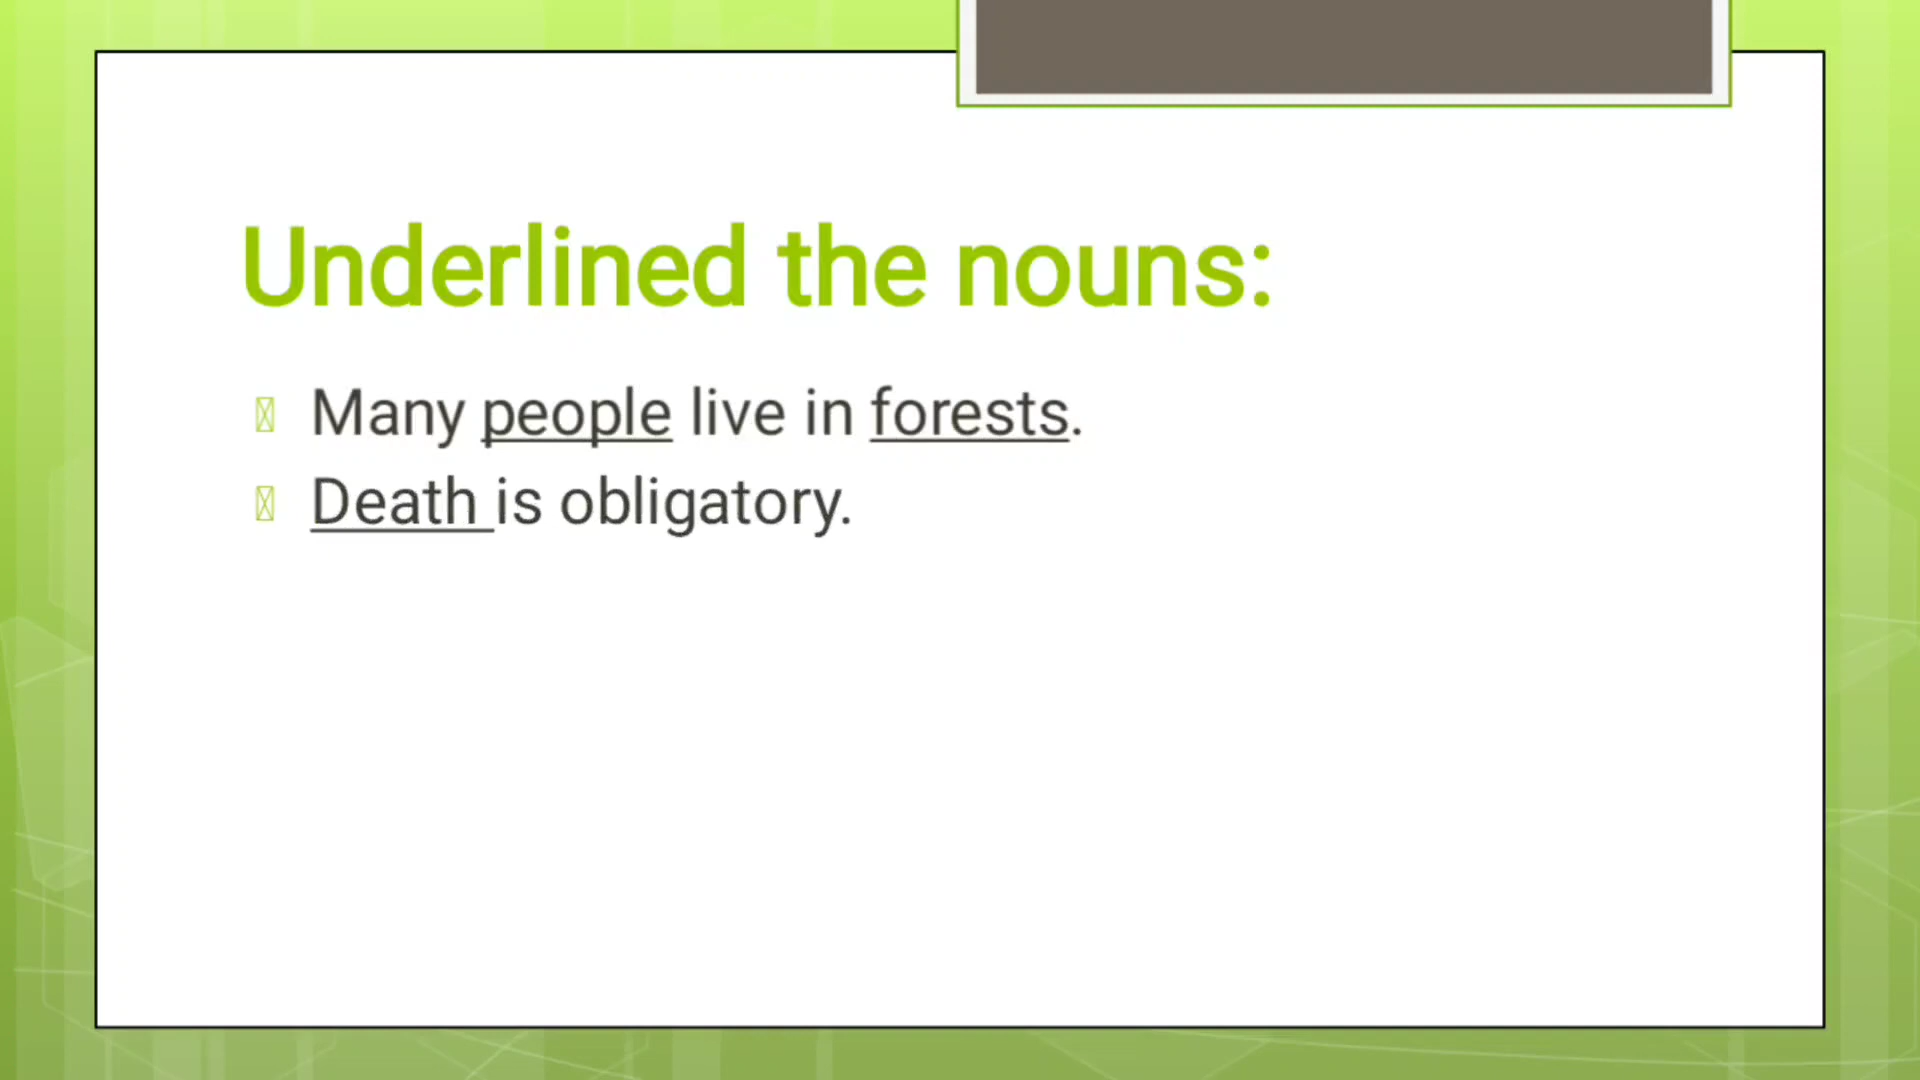 Underlined the nouns:
Many people live in forests.
Death is obligatory.